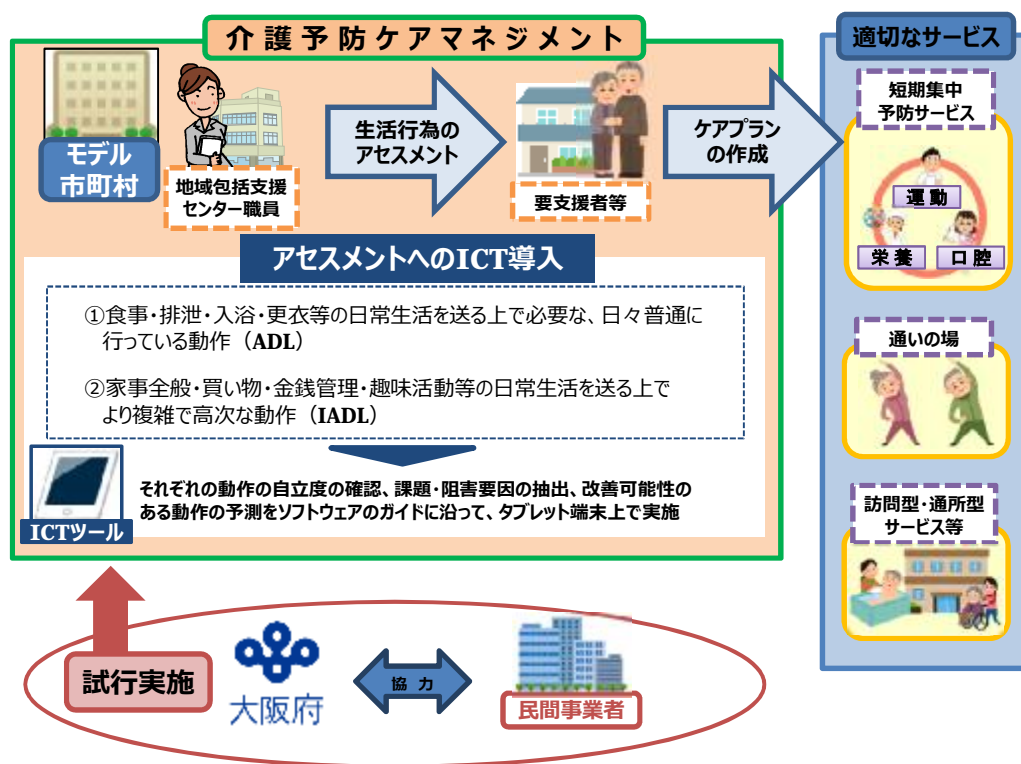 介護予防ケアマネジメント
モデル
市町村
地域包括支援
センター職員
生活行為の
アセスメント
要支援者等
ケアプラン
の作成
適切なサービス
短期集中
予防サービス
運動
栄養
口腔
通いの場
訪問型・通所型
サービス等
アセスメントへのICT導入
①食事・排泄・入浴・更衣等の日常生活を送る上で必要な、日々普通に
行っている動作（ADL）
②家事全般・買い物・金銭管理・趣味活動等の日常生活を送る上で
より複雑で高次な動作（IADL）
ICTツール
それぞれの動作の自立度の確認、課題・阻害要因の抽出、改善可能性の
ある動作の予測をソフトウェアのガイドに沿って、タブレット端末上で実施
試行実施
大阪府
協力
民間事業者